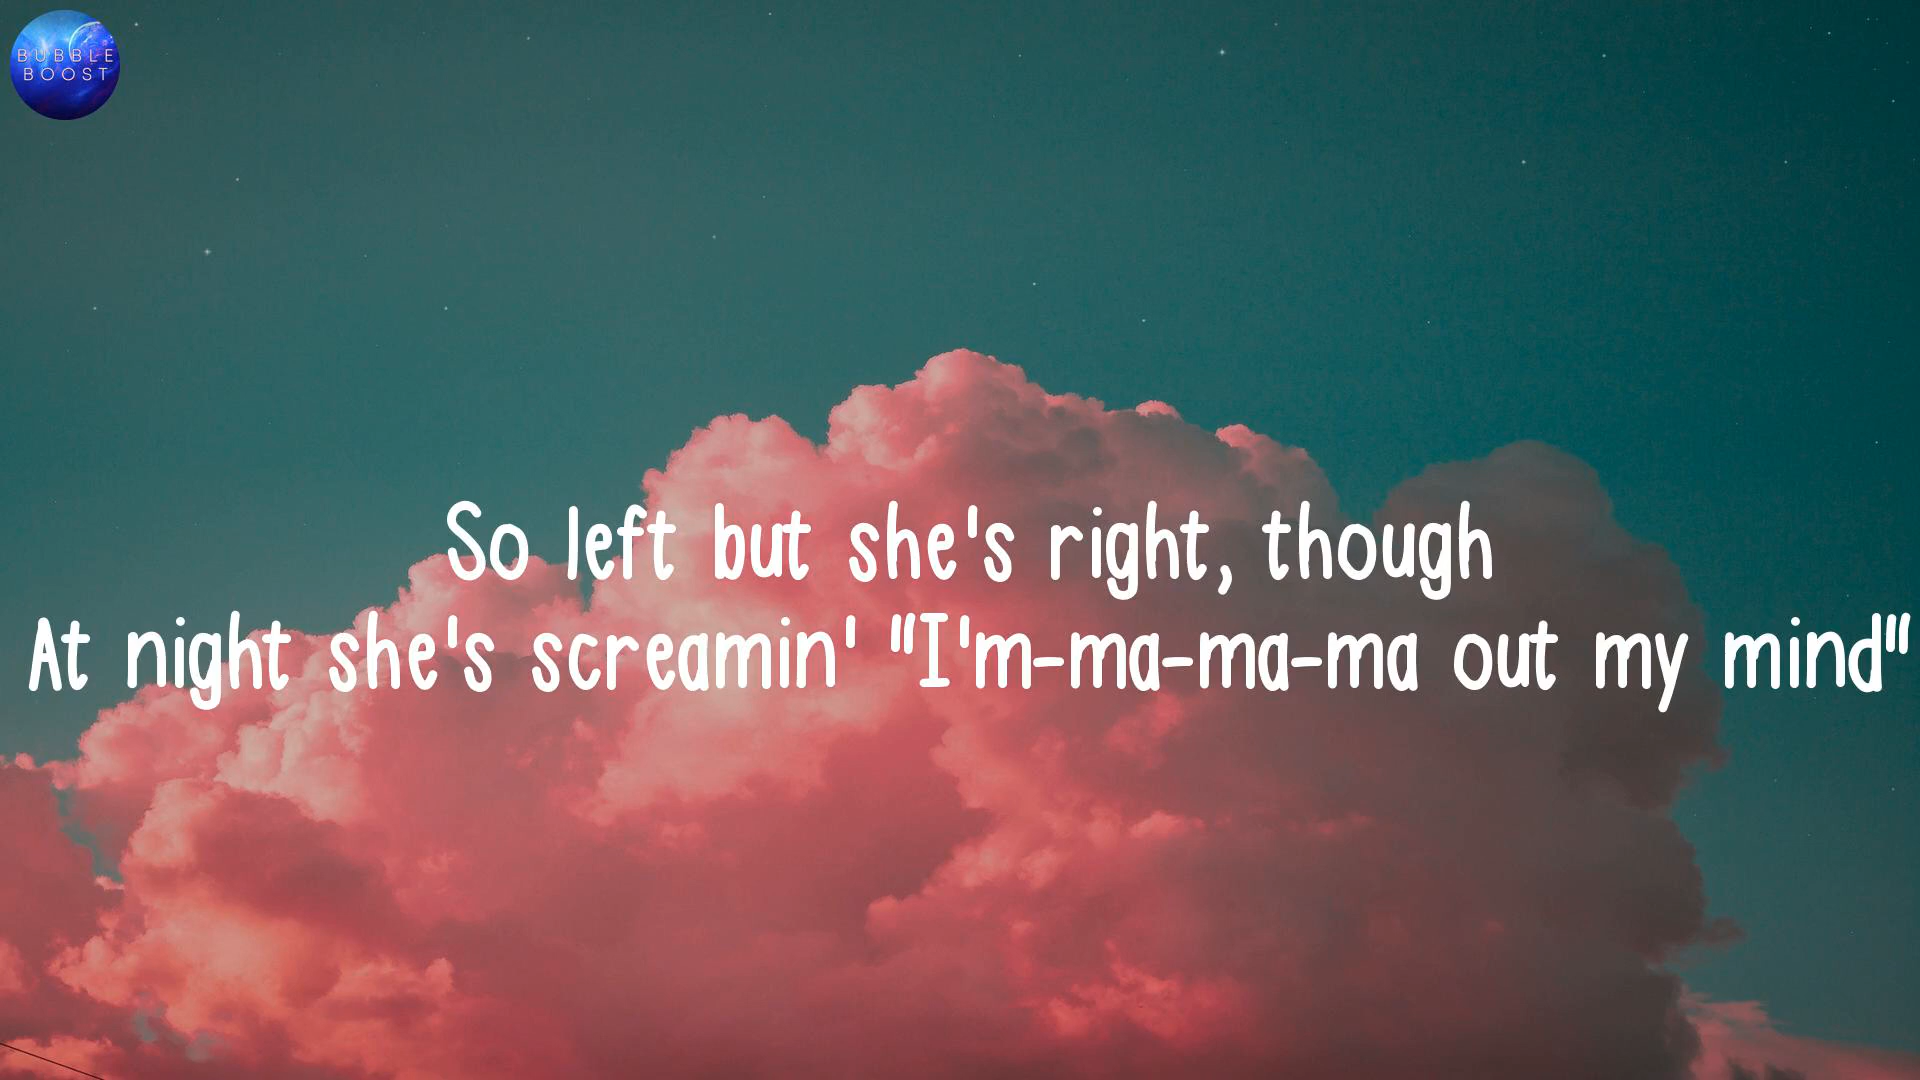 BUBBLE
BOOST
So left but she's right, though
At night she's screamin' "I'm-ma-ma-ma out my mind"